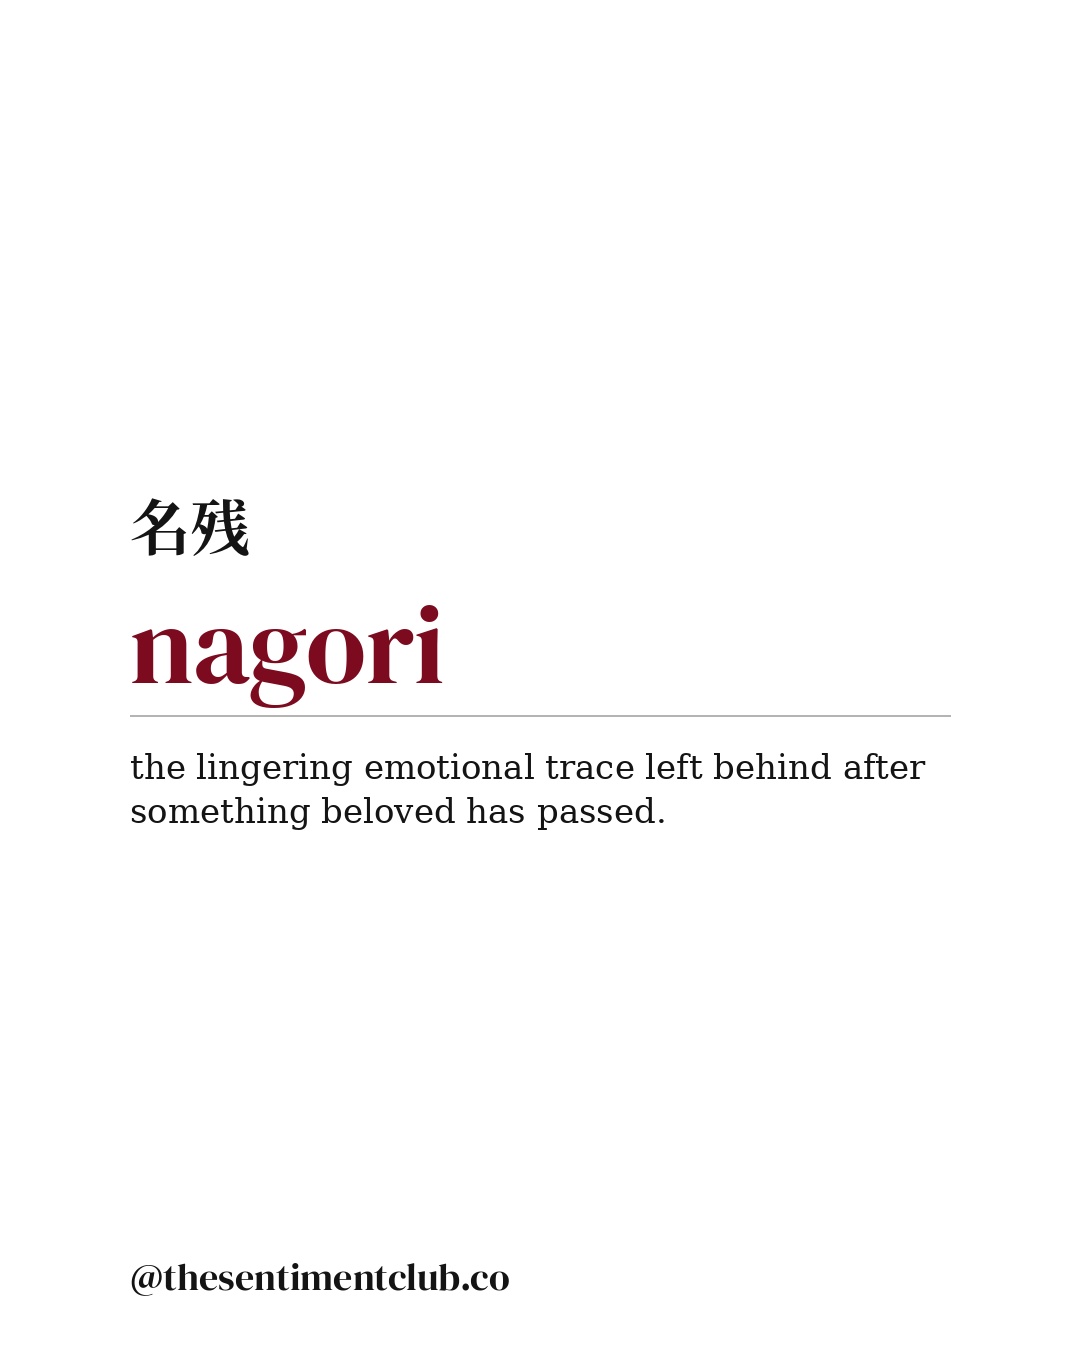 名残
nagori
the lingering emotional trace left behind after
something beloved has passed.
@thesentimentclub.co